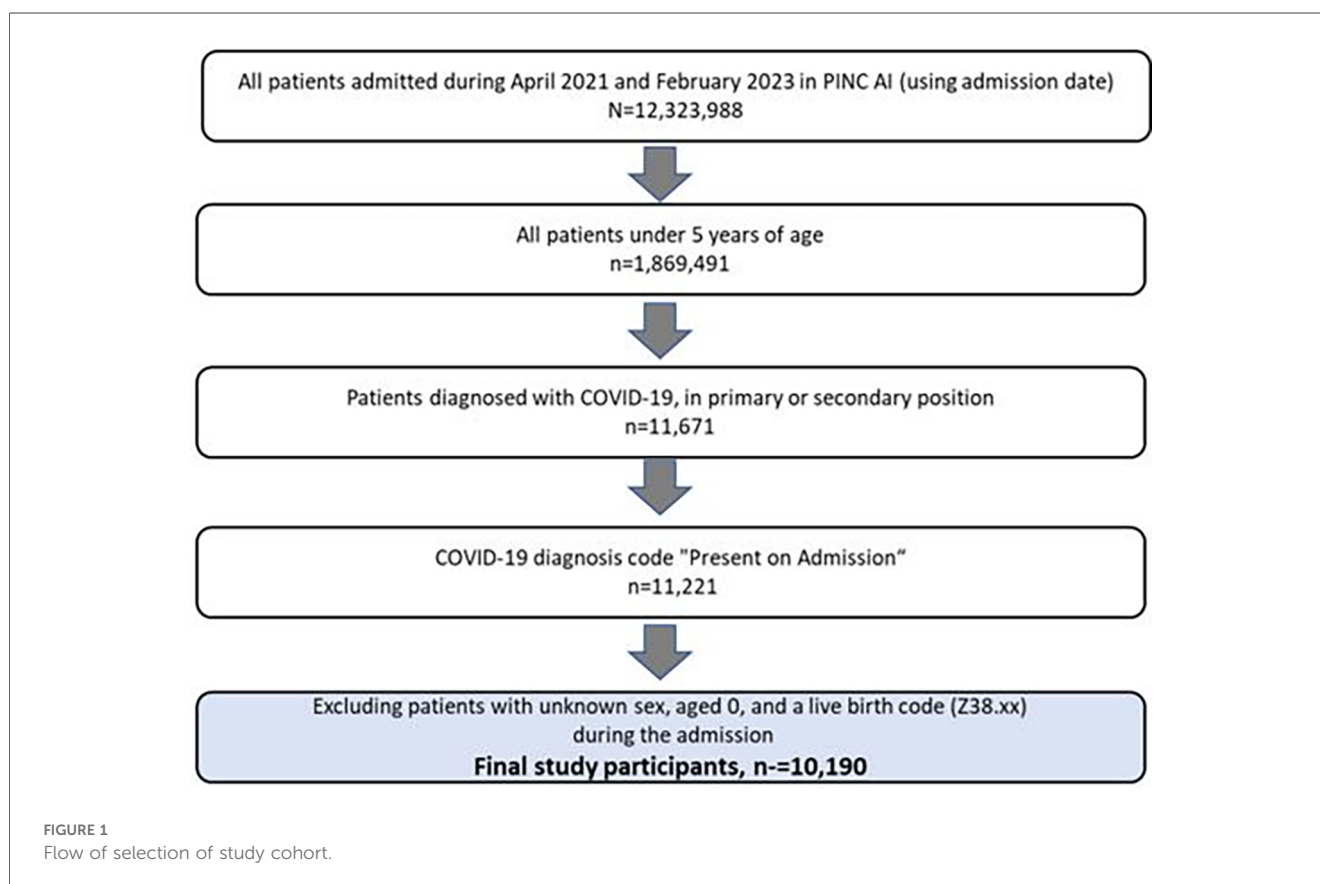 All patients admitted during April 2021 and February 2023 in PINC AI (using admission date)
N=12,323,988
All patients under 5 years of age
n=1,869,491
Patients diagnosed with COVID-19, in primary or secondary position
n=11,671
COVID-19 diagnosis code "Present on Admission“
n=11,221
Excluding patients with unknown sex, aged 0, and a live birth code (Z38.xx)
during the admission
Final study participants, n-=10,190
FIGURE 1
Flow of selection of study cohort.